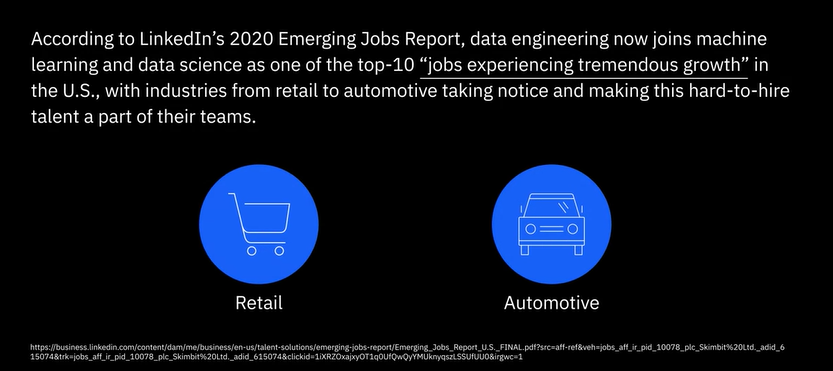 According to LinkedIn’s 2020 Emerging Jobs Report, data engineering now joins machine
learning and data science as one of the top-10 “jobs experiencing tremendous growth” in
the U.S., with industries from retail to automotive taking notice and making this hard-to-hire
talent a part of their teams.
Retail
Automotive
https://business.linkedin.com/content/dam/me/business/en-us/talent-solutions/emerging-jobs-report/Emerging_Jobs_Report_U.S._FINAL.pdf?src=aff-ref&veh=jobs_aff_ir_pid_10078_plc_Skimbit%20Ltd._adid_6
15074&trk=jobs_aff_ir_pid_10078_plc_Skimbit%20Ltd._adid_615074&clickid=1iXRZOxajxyOT1q0UfQwQyYMUknyqszLSSUfUU0&irgwc=1